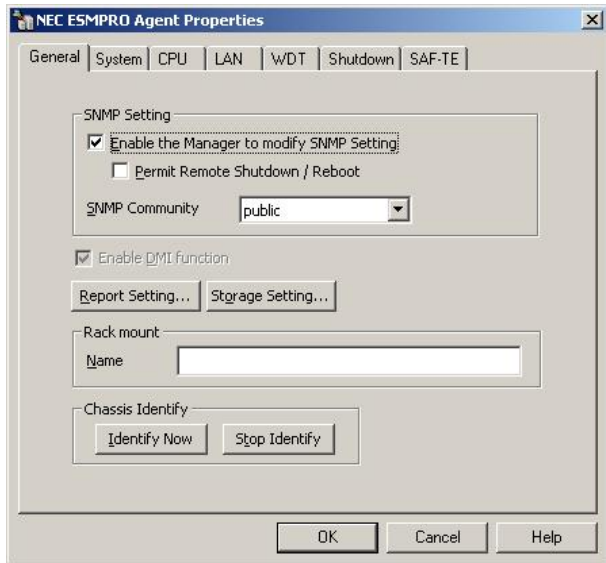 NEC ESMPRO Agent Properties
General System CPU LAN WDT Shutdown SAF-TE
SNMP Setting
Enable the Manager to modify SNMP Setting
Permit Remote Shutdown / Reboot
SNMP Community public
Enable DMI function
Report Setting... Storage Setting...
Rack mount
Name
Chassis Identify
Identify Now Stop Identify
OK Cancel Help